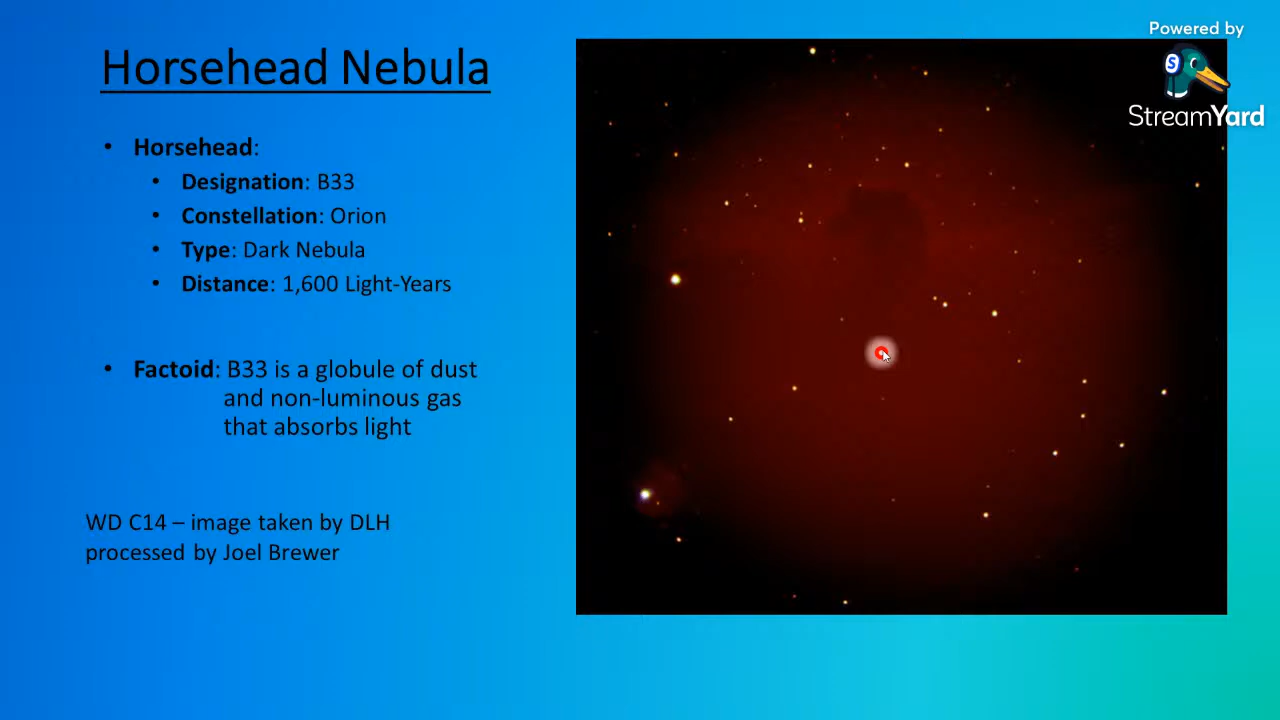 Horsehead Nebula
• Horsehead:
• Designation: B33
• Constellation: Orion
• Type: Dark Nebula
• Distance: 1,600 Light-Years
• Factoid: B33 is a globule of dust
and non-luminous gas
that absorbs light
WD C14 – image taken by DLH
processed by Joel Brewer
Powered by
S
StreamYard